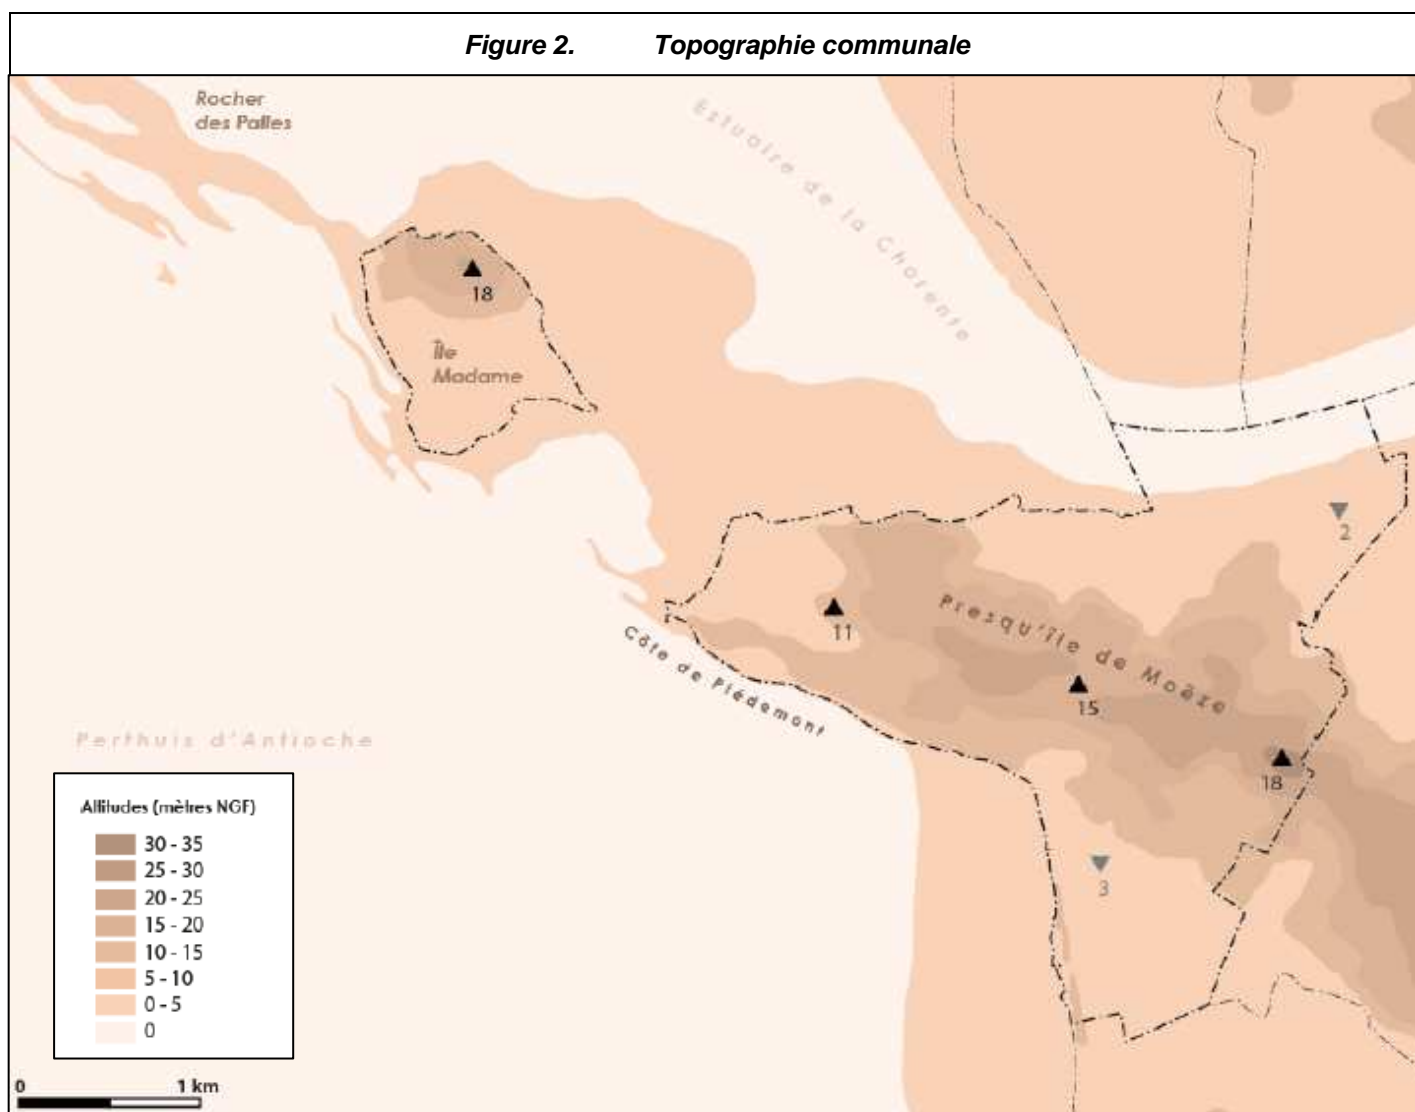 Figure 2. Topographie communale
Rocher
des Palles
Estuaire de la Charente
18
Île
Madame
2
Presqu'île de Moëze
11
Côte de Piédemont
15
Perthuis d'Antioche
18
3
Altitudes (mètres NGF)
30 - 35
25 - 30
20 - 25
15 - 20
10 - 15
5 - 10
0 - 5
0
0 1 km